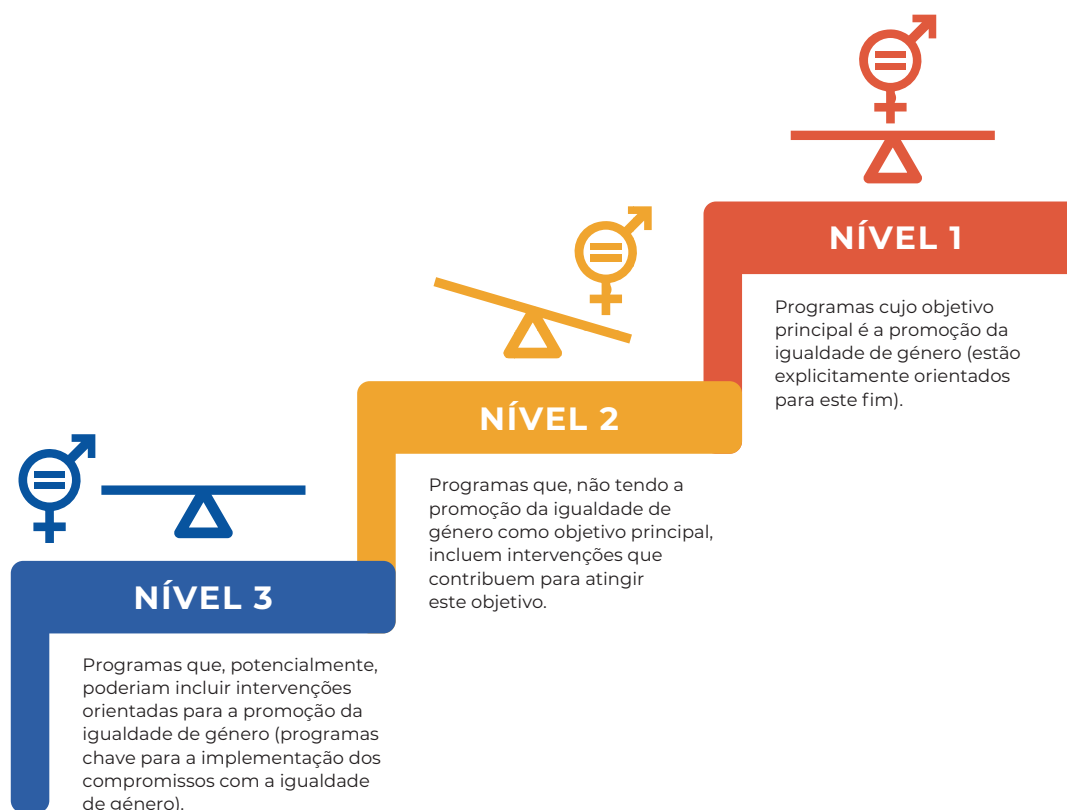 NÍVEL 1
Programas cujo objetivo
principal é a promoção da
igualdade de género (estão
explicitamente orientados
para este fim).
NÍVEL 2
Programas que, não tendo a
promoção da igualdade de
género como objetivo principal,
incluem intervenções que
contribuem para atingir
este objetivo.
NÍVEL 3
Programas que, potencialmente,
poderiam incluir intervenções
orientadas para a promoção da
igualdade de género (programas
chave para a implementação dos
compromissos com a igualdade
de género).